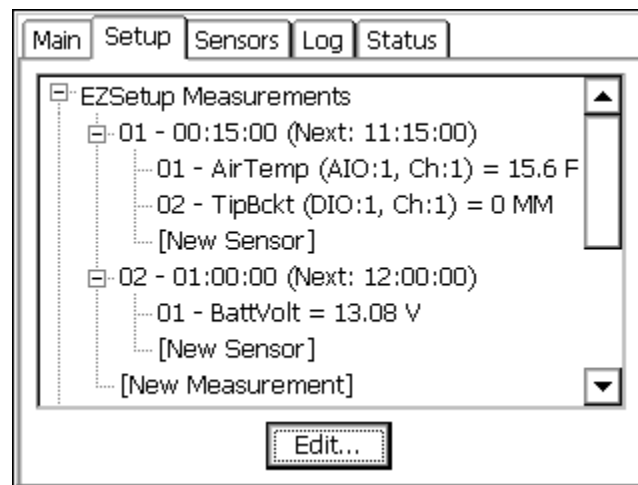 Main Setup Sensors Log Status
EZSetup Measurements
01 - 00:15:00 (Next: 11:15:00)
01 - AirTemp (AIO:1, Ch:1) = 15.6 F
02 - TipBckt (DIO:1, Ch:1) = 0 MM
[New Sensor]
02 - 01:00:00 (Next: 12:00:00)
01 - BattVolt = 13.08 V
[New Sensor]
[New Measurement]
Edit...